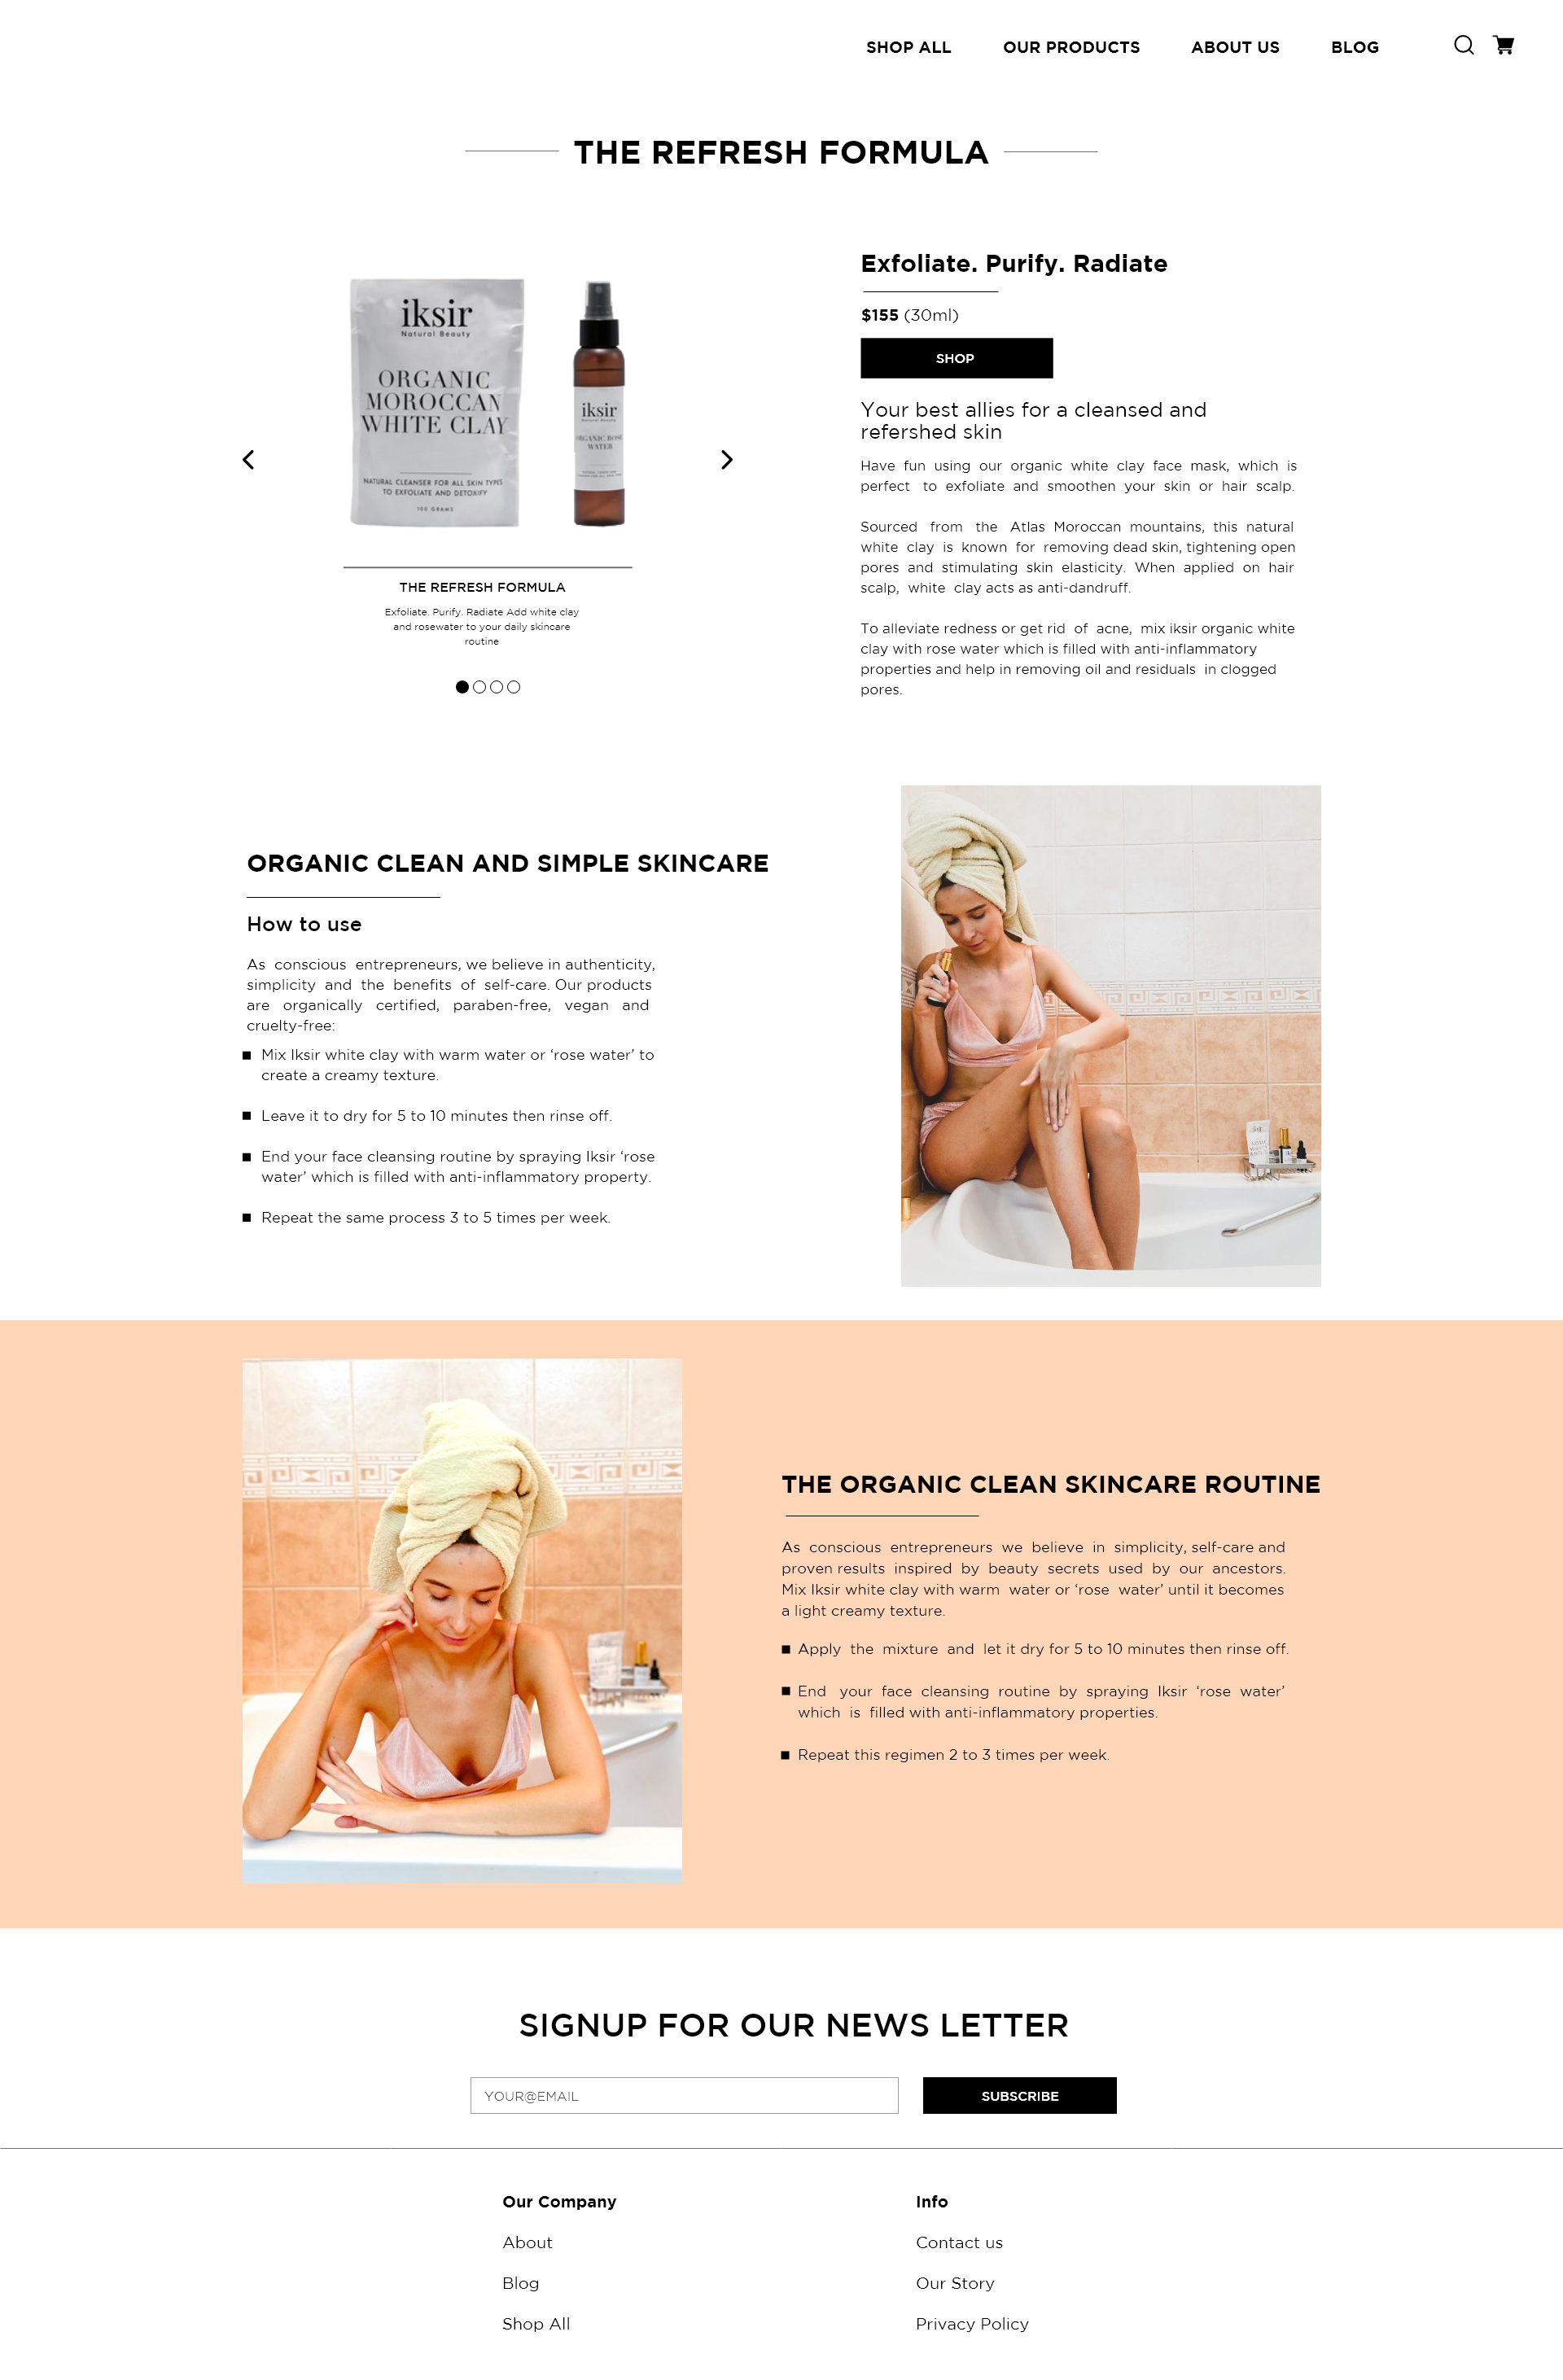 SHOP ALL OUR PRODUCTS ABOUT US BLOG
THE REFRESH FORMULA
iksir
Natural Beauty
ORGANIC
MOROCCAN
WHITE CLAY
NATURAL CLEANSER FOR ALL SKIN TYPES
TO EXFOLIATE AND DETOXIFY
100 GRAMS
iksir
Natural Beauty
ORGANIC ROSE
WATER
THE REFRESH FORMULA
Exfoliate. Purify. Radiate Add white clay
and rosewater to your daily skincare
routine
Exfoliate. Purify. Radiate
$155 (30ml)
SHOP
Your best allies for a cleansed and
refershed skin
Have fun using our organic white clay face mask, which is
perfect to exfoliate and smoothen your skin or hair scalp.
Sourced from the Atlas Moroccan mountains, this natural
white clay is known for removing dead skin, tightening open
pores and stimulating skin elasticity. When applied on hair
scalp, white clay acts as anti-dandruff.
To alleviate redness or get rid of acne, mix iksir organic white
clay with rose water which is filled with anti-inflammatory
properties and help in removing oil and residuals in clogged
pores.
ORGANIC CLEAN AND SIMPLE SKINCARE
How to use
As conscious entrepreneurs, we believe in authenticity,
simplicity and the benefits of self-care. Our products
are organically certified, paraben-free, vegan and
cruelty-free:
■ Mix Iksir white clay with warm water or ‘rose water’ to
create a creamy texture.
■ Leave it to dry for 5 to 10 minutes then rinse off.
■ End your face cleansing routine by spraying Iksir ‘rose
water’ which is filled with anti-inflammatory property.
■ Repeat the same process 3 to 5 times per week.
THE ORGANIC CLEAN SKINCARE ROUTINE
As conscious entrepreneurs we believe in simplicity, self-care and
proven results inspired by beauty secrets used by our ancestors.
Mix Iksir white clay with warm water or ‘rose water’ until it becomes
a light creamy texture.
■ Apply the mixture and let it dry for 5 to 10 minutes then rinse off.
■ End your face cleansing routine by spraying Iksir ‘rose water’
which is filled with anti-inflammatory properties.
■ Repeat this regimen 2 to 3 times per week.
SIGNUP FOR OUR NEWS LETTER
YOUR@EMAIL
SUBSCRIBE
Our Company
About
Blog
Shop All
Info
Contact us
Our Story
Privacy Policy